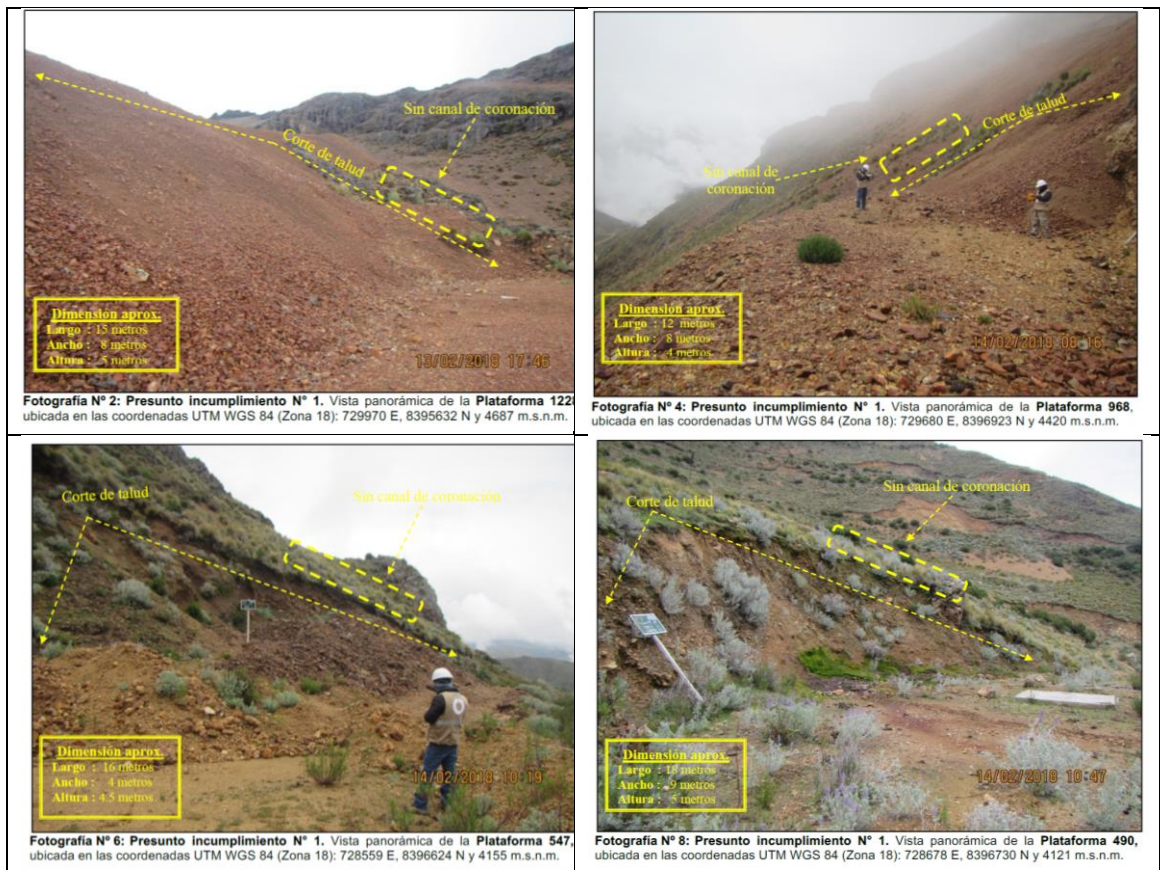 Sin canal de coronación
Corte de talud
Dimensión aprox.
Largo : 15 metros
Ancho : 8 metros
Altura : 5 metros
13/02/2018 17:46
Fotografía Nº 2: Presunto incumplimiento N° 1. Vista panorámica de la Plataforma 1228
ubicada en las coordenadas UTM WGS 84 (Zona 18): 729970 E, 8395632 N y 4687 m.s.n.m.
Corte de talud
Sin canal de
coronación
Dimensión aprox.
Largo : 12 metros
Ancho : 8 metros
Altura : 4 metros
14/02/2018 08:16
Fotografía Nº 4: Presunto incumplimiento N° 1. Vista panorámica de la Plataforma 968,
ubicada en las coordenadas UTM WGS 84 (Zona 18): 729680 E, 8396923 N y 4420 m.s.n.m.
Corte de talud
Sin canal de coronación
Dimensión aprox.
Largo : 16 metros
Ancho : 4 metros
Altura : 4.5 metros
14/02/2018 10:19
Fotografía Nº 6: Presunto incumplimiento N° 1. Vista panorámica de la Plataforma 547,
ubicada en las coordenadas UTM WGS 84 (Zona 18): 728559 E, 8396624 N y 4155 m.s.n.m.
Sin canal de coronación
Corte de talud
Dimensión aprox.
Largo : 18 metros
Ancho : 9 metros
Altura : 5 metros
14/02/2018 10:47
Fotografía Nº 8: Presunto incumplimiento N° 1. Vista panorámica de la Plataforma 490,
ubicada en las coordenadas UTM WGS 84 (Zona 18): 728678 E, 8396730 N y 4121 m.s.n.m.